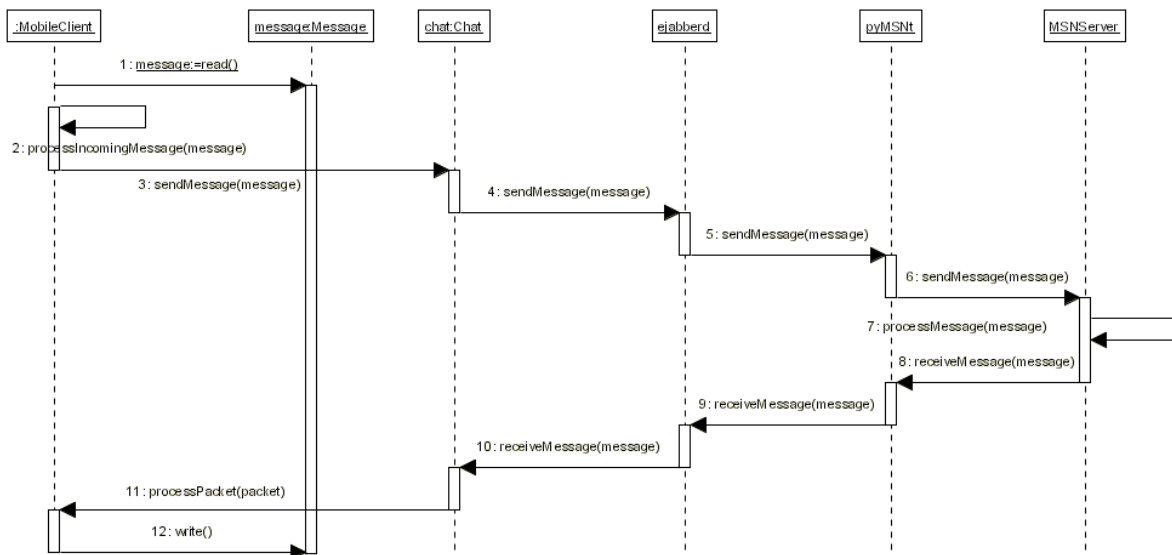 :MobileClient
message:Message
chat:Chat
ejabberd
pyMSNt
MSNServer
1: message:=read()
2: processIncomingMessage(message)
3: sendMessage(message)
4: sendMessage(message)
5: sendMessage(message)
6: sendMessage(message)
7: processMessage(message)
8: receiveMessage(message)
9: receiveMessage(message)
10: receiveMessage(message)
11: processPacket(packet)
12: write()